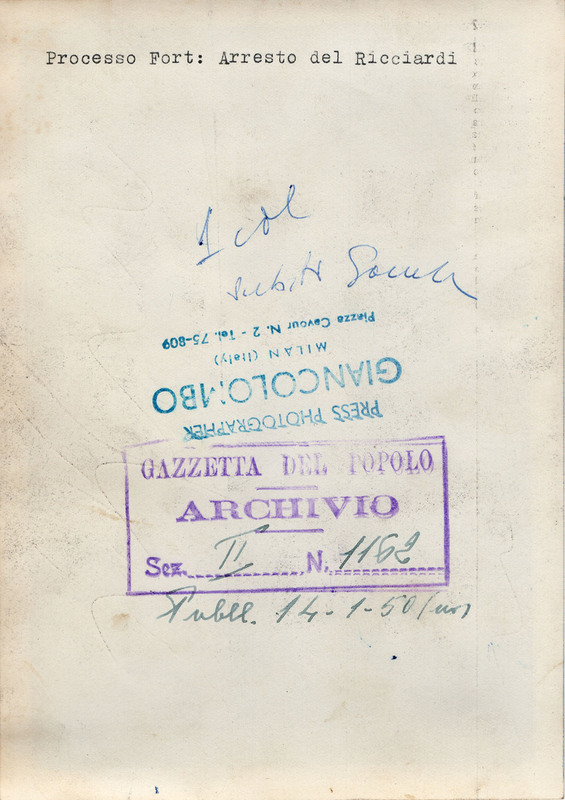 Processo Fort: Arresto del Ricciardi
1 col
subito
PRESS PHOTOGRAPHER
GIANCOLOMBO
MILAN (Italy)
Piazza Cavour N. 2 - Tel. 75-809
GAZZETTA DEL POPOLO
ARCHIVIO
Sez. II N. 1162
Pubbl. 14-1-50